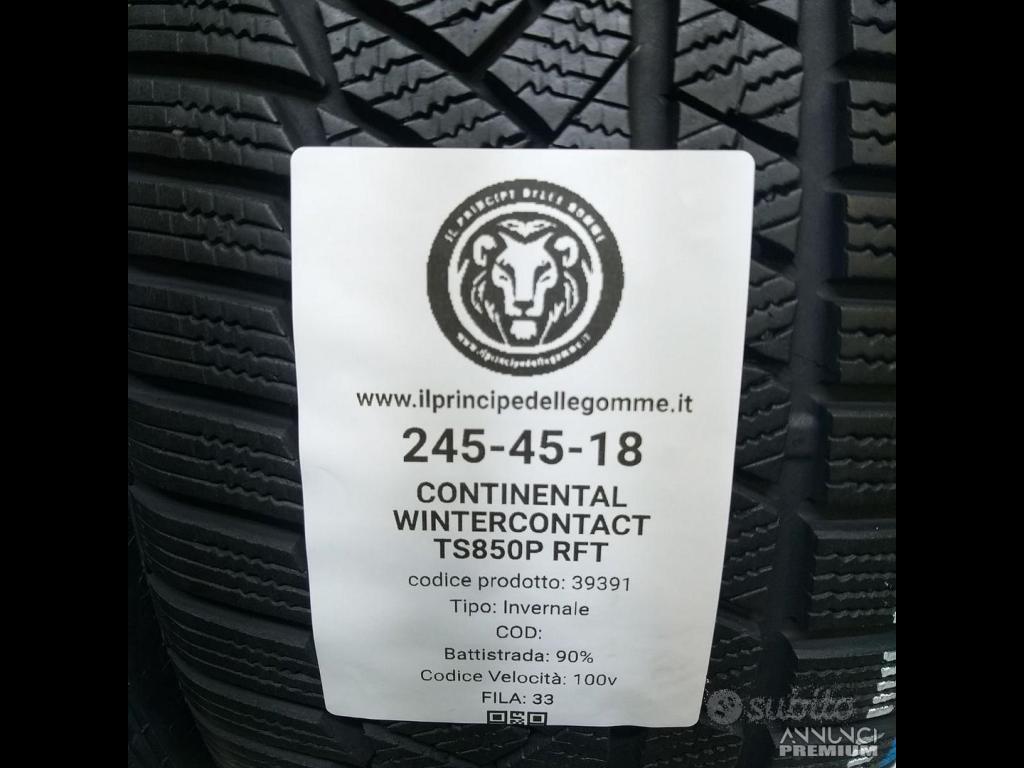 IL PRINCIPE DELLE GOMME
www.ilprincipedellegomme.it
www.ilprincipedellegomme.it
245-45-18
CONTINENTAL
WINTERCONTACT
TS850P RFT
codice prodotto: 39391
Tipo: Invernale
COD:
Battistrada: 90%
Codice Velocità: 100v
FILA: 33
subito
ANNUNCI
PREMIUM